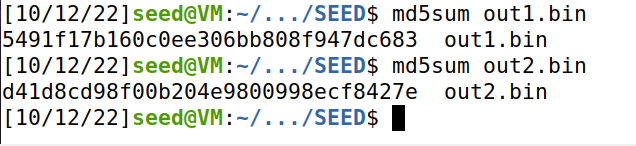 [10/12/22]seed@VM:~/.../SEED$ md5sum out1.bin
5491f17b160c0ee306bb808f947dc683  out1.bin
[10/12/22]seed@VM:~/.../SEED$ md5sum out2.bin
d41d8cd98f00b204e9800998ecf8427e  out2.bin
[10/12/22]seed@VM:~/.../SEED$